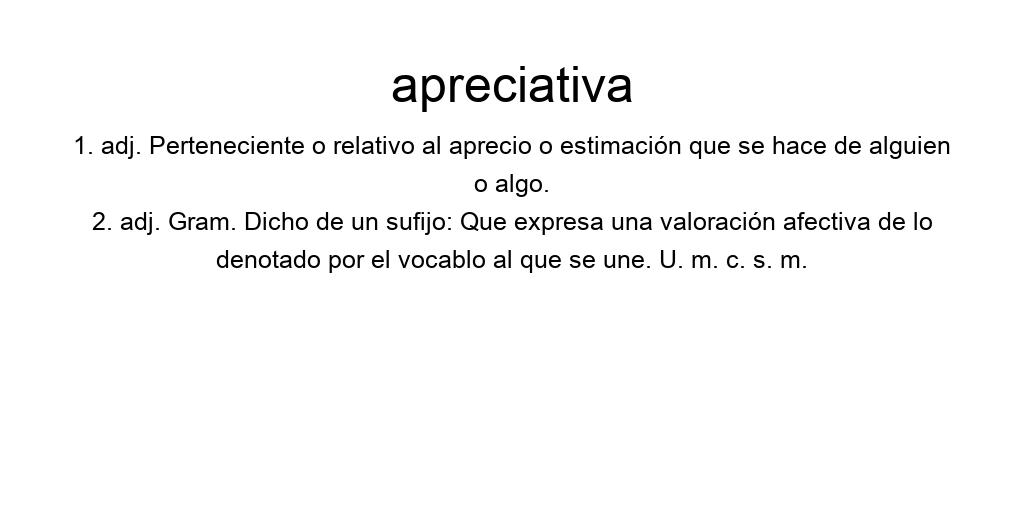 apreciativa
1. adj. Perteneciente o relativo al aprecio o estimación que se hace de alguien
o algo.
2. adj. Gram. Dicho de un sufijo: Que expresa una valoración afectiva de lo
denotado por el vocablo al que se une. U. m. c. s. m.